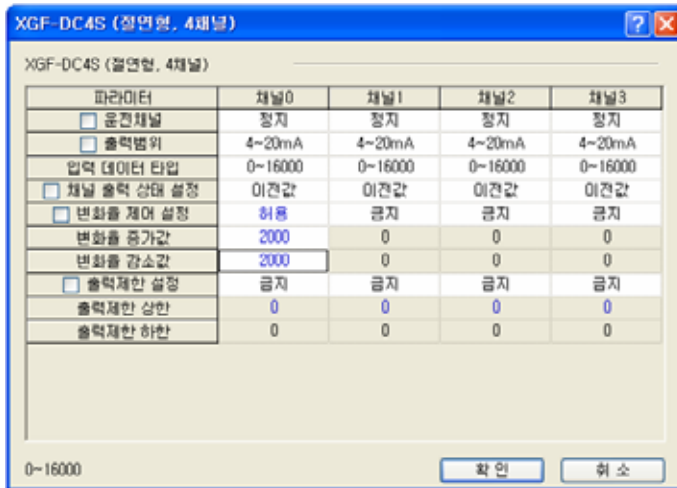 XGF-DC4S (절연형, 4채널)
XGF-DC4S (절연형, 4채널)
파라미터 채널0 채널1 채널2 채널3
운전채널 정지 정지 정지 정지
출력범위 4~20mA 4~20mA 4~20mA 4~20mA
입력 데이터 타입 0~16000 0~16000 0~16000 0~16000
채널 출력 상태 설정 이전값 이전값 이전값 이전값
변화율 제어 설정 허용 금지 금지 금지
변화율 증가값 2000 0 0 0
변화율 감소값 2000 0 0 0
출력제한 설정 금지 금지 금지 금지
출력제한 상한 0 0 0 0
출력제한 하한 0 0 0 0
0~16000 확인 취소